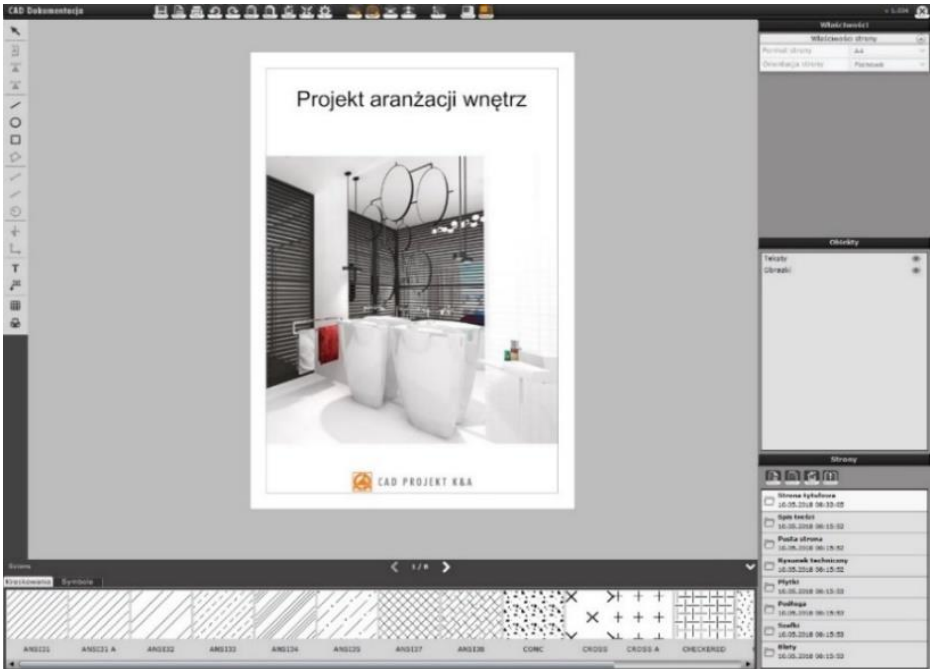 CAD Dokumentacja
Właściwości
Właściwości strony
Format strony A4
Orientacja strony Pionowa
Projekt aranżacji wnętrz
CAD PROJEKT K&A
Obiekty
Teksty
Obrazki
Strony
Strona tytułowa
Spis treści
Pusta strona
Rysunek techniczny
Płytki
Podłoga
Szafki
Blaty
1/8
Kreskowania Symbole
ANSI31 ANSI31 A ANSI32 ANSI33 ANSI34 ANSI35 ANSI37 ANSI38 CONC CROSS CROSS A CHECKERED